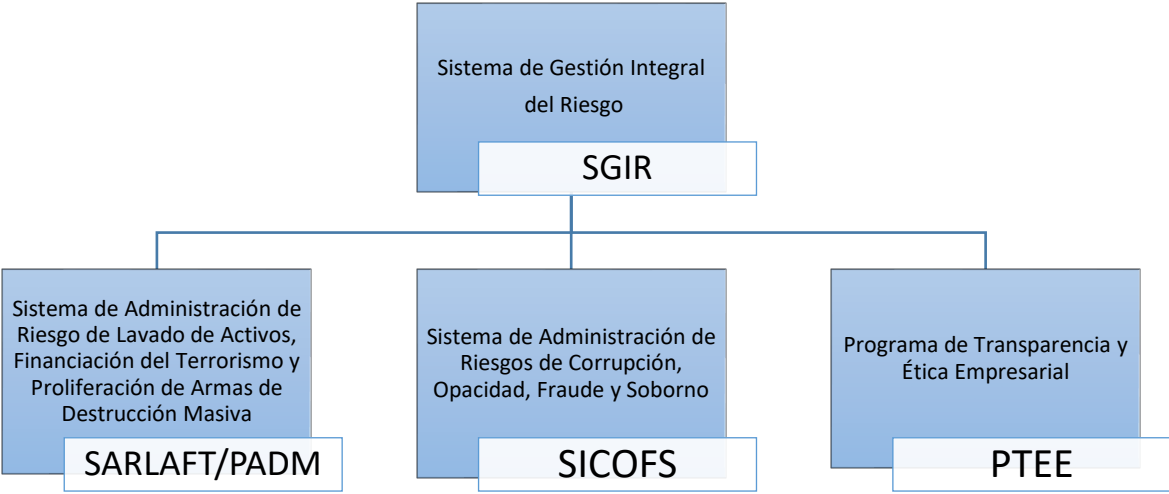 Sistema de Gestión Integral
del Riesgo
SGIR
Sistema de Administración de
Riesgo de Lavado de Activos,
Financiación del Terrorismo y
Proliferación de Armas de
Destrucción Masiva
SARLAFT/PADM
Sistema de Administración de
Riesgos de Corrupción,
Opacidad, Fraude y Soborno
SICOFS
Programa de Transparencia y
Ética Empresarial
PTEE